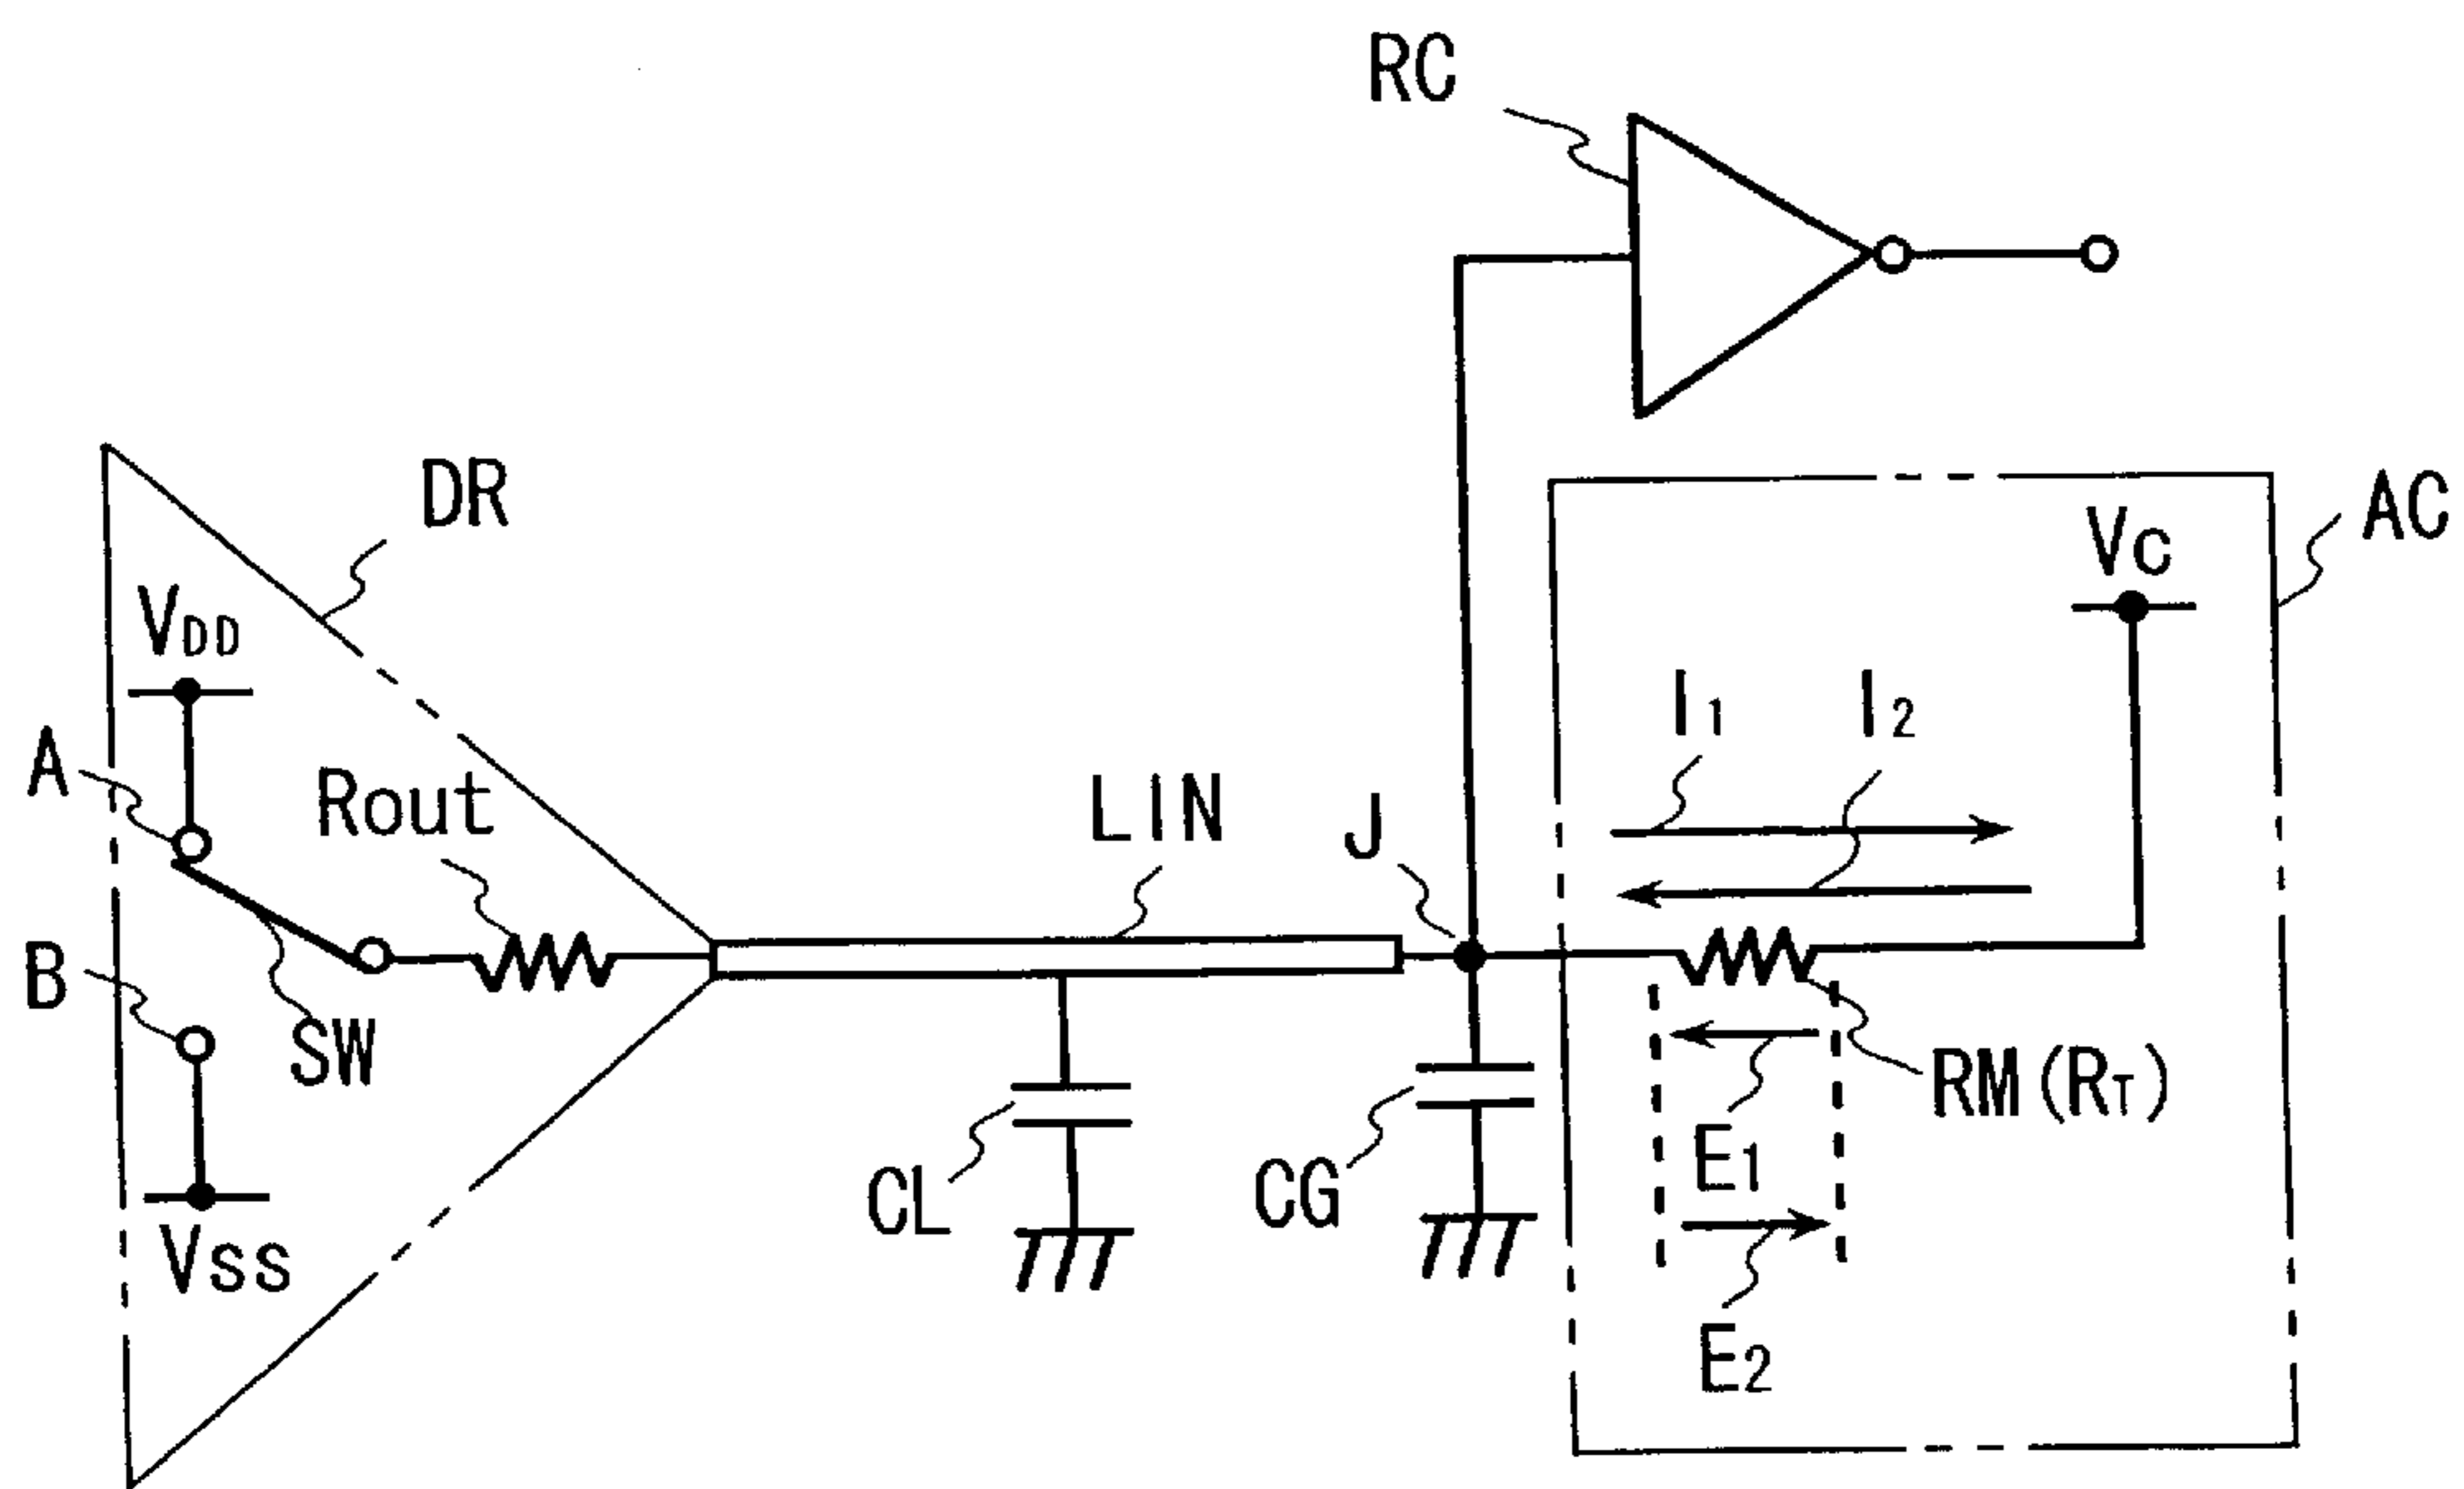 RC
DR
AC
VC
VDD
I1
I2
A
Rout
LIN
J
B
SW
RM(RT)
E1
CL
CG
VSS
E2